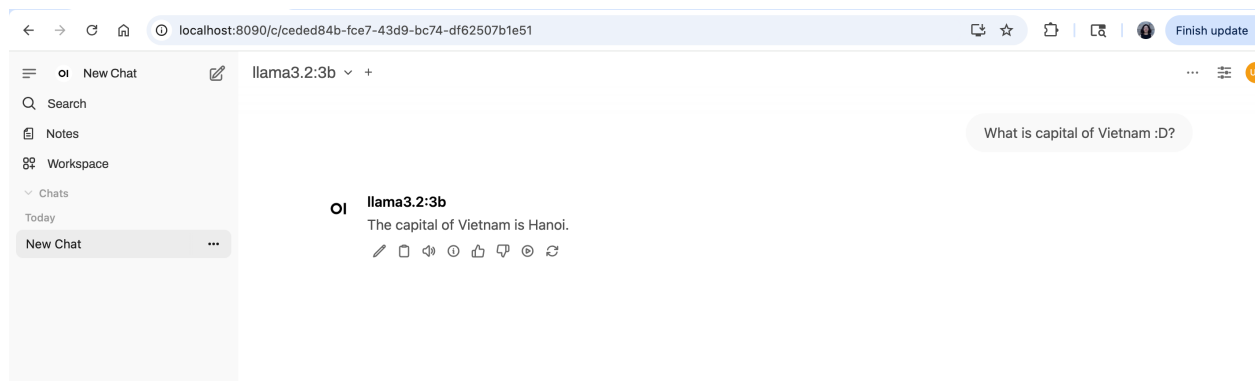 localhost:8090/c/ceded84b-fce7-43d9-bc74-df62507b1e51
Finish update
OI New Chat
llama3.2:3b
Search
Notes
Workspace
Chats
Today
New Chat
What is capital of Vietnam :D?
OI llama3.2:3b
The capital of Vietnam is Hanoi.